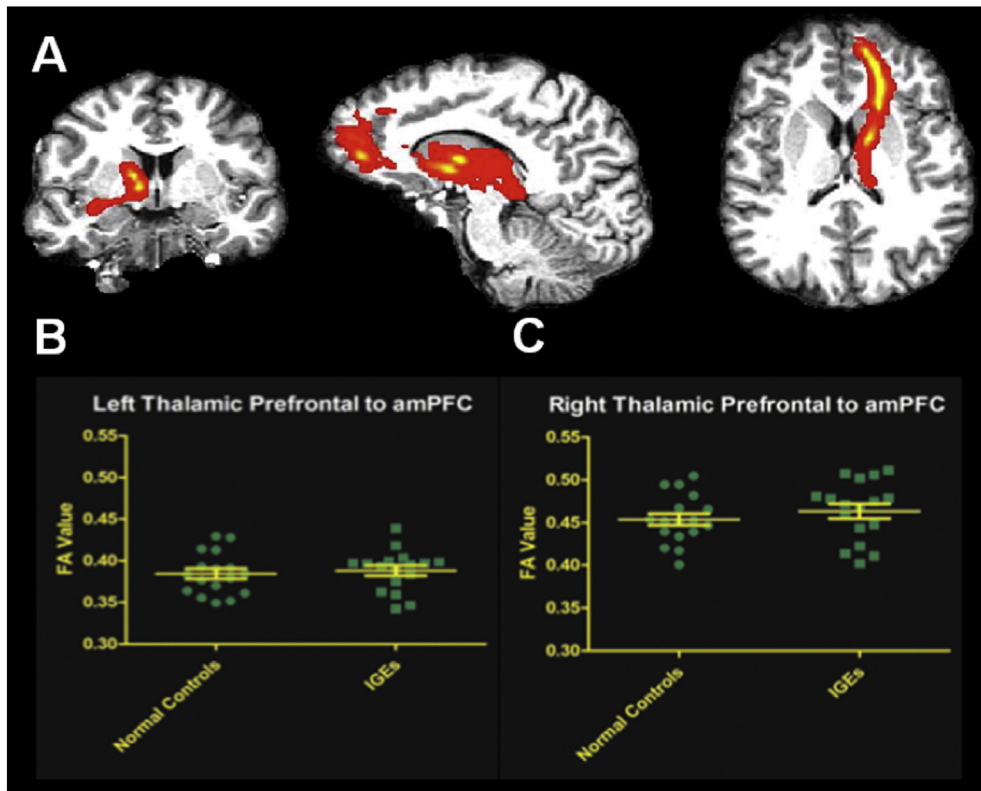 A
B
C
Left Thalamic Prefrontal to amPFC
0.55
0.50
0.45
0.40
0.35
0.30
FA Value
Normal Controls
IGEs
Right Thalamic Prefrontal to amPFC
0.55
0.50
0.45
0.40
0.35
0.30
FA Value
Normal Controls
IGEs